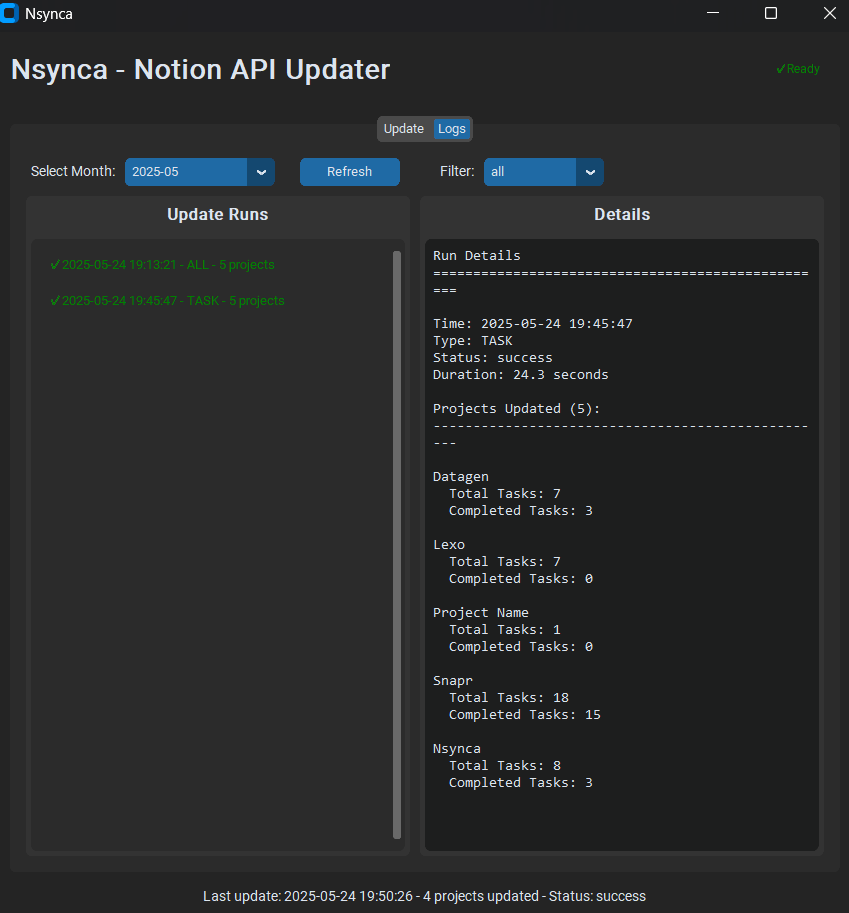 Nsynca
Nsynca - Notion API Updater
✓Ready
Update Logs
Select Month: 2025-05 Refresh Filter: all
Update Runs
✓2025-05-24 19:13:21 - ALL - 5 projects
✓2025-05-24 19:45:47 - TASK - 5 projects
Details
Run Details
===============================================
===
Time: 2025-05-24 19:45:47
Type: TASK
Status: success
Duration: 24.3 seconds
Projects Updated (5):
-----------------------------------------------
---
Datagen
Total Tasks: 7
Completed Tasks: 3
Lexo
Total Tasks: 7
Completed Tasks: 0
Project Name
Total Tasks: 1
Completed Tasks: 0
Snapr
Total Tasks: 18
Completed Tasks: 15
Nsynca
Total Tasks: 8
Completed Tasks: 3
Last update: 2025-05-24 19:50:26 - 4 projects updated - Status: success